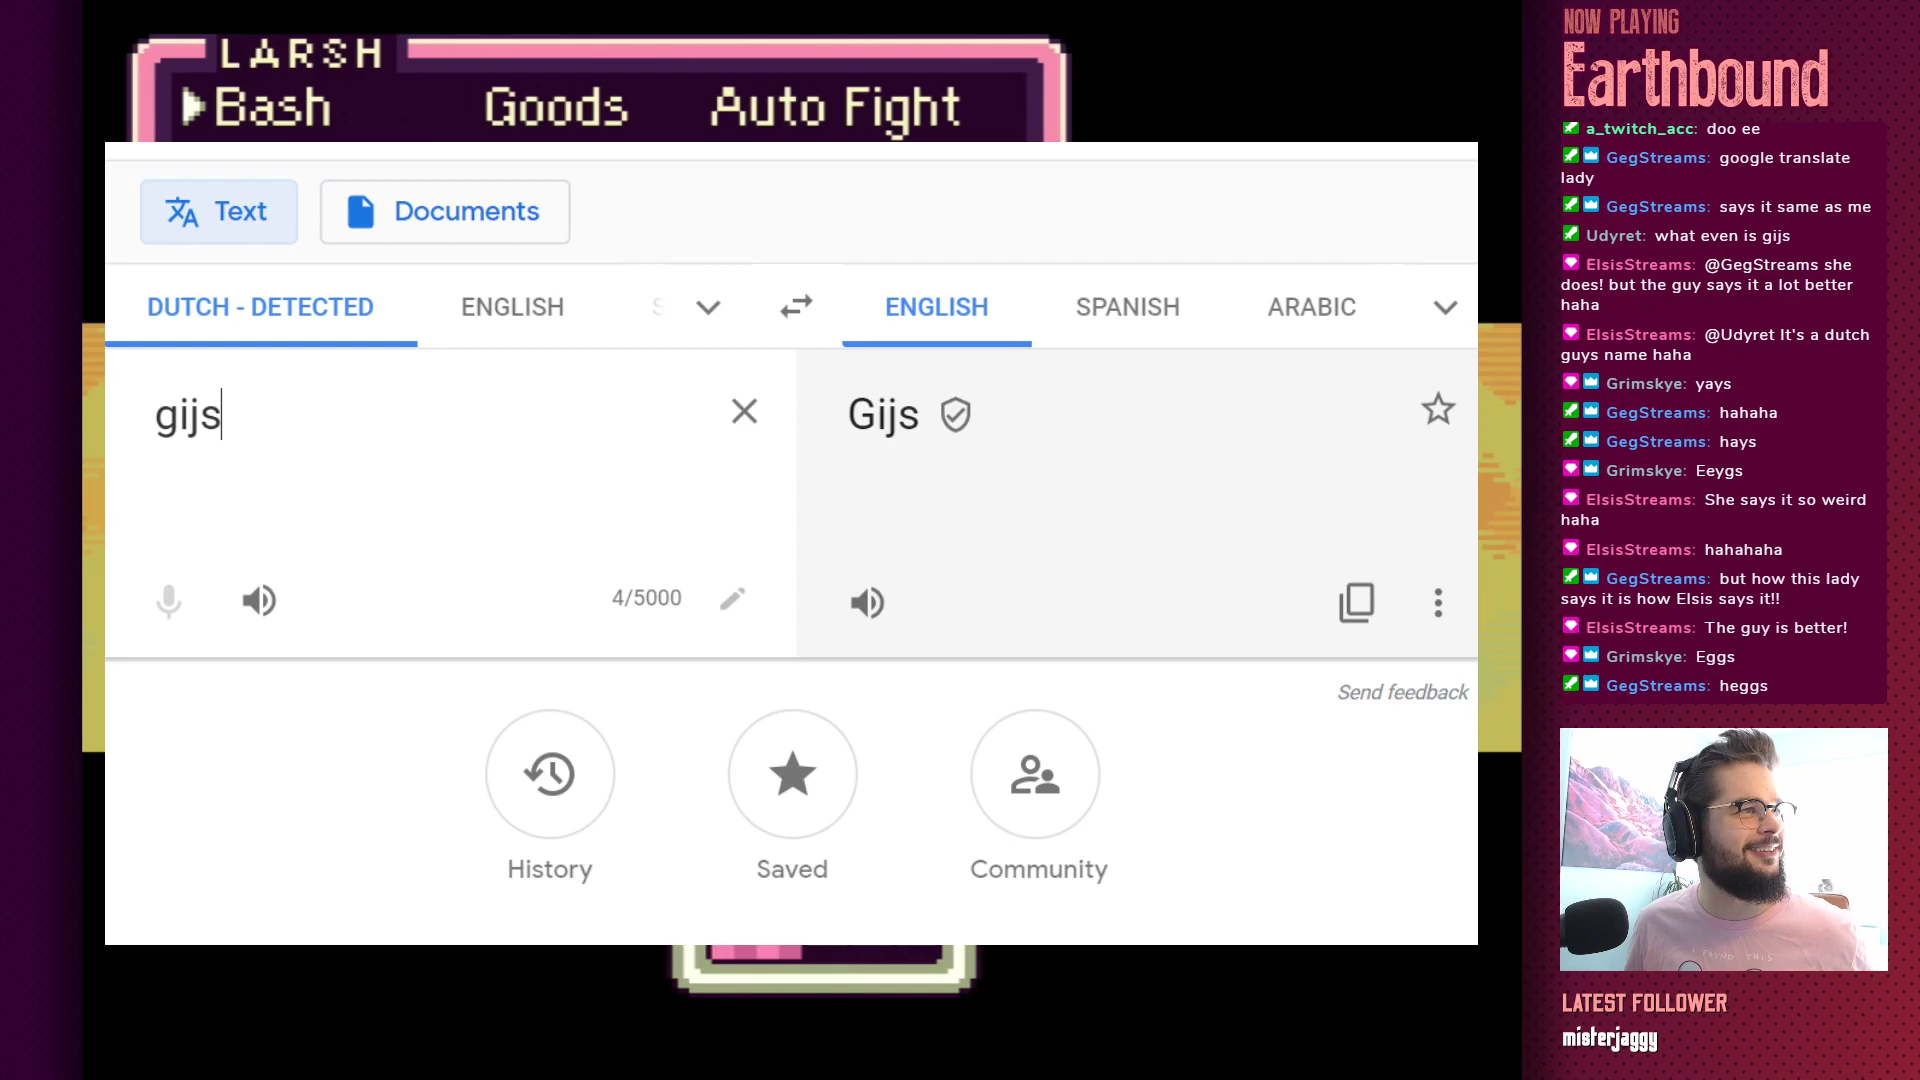 LARSH
Bash Goods Auto Fight
Text Documents
DUTCH - DETECTED ENGLISH ENGLISH SPANISH ARABIC
gijs
Gijs
4/5000
Send feedback
History Saved Community
NOW PLAYING
Earthbound
a_twitch_acc: doo ee
GegStreams: google translate
lady
GegStreams: says it same as me
Udyret: what even is gijs
ElsisStreams: @GegStreams she
does! but the guy says it a lot better
haha
ElsisStreams: @Udyret It's a dutch
guys name haha
Grimskye: yays
GegStreams: hahaha
GegStreams: hays
Grimskye: Eeygs
ElsisStreams: She says it so weird
haha
ElsisStreams: hahahaha
GegStreams: but how this lady
says it is how Elsis says it!!
ElsisStreams: The guy is better!
Grimskye: Eggs
GegStreams: heggs
I FOUND THIS
LATEST FOLLOWER
misterjaggy